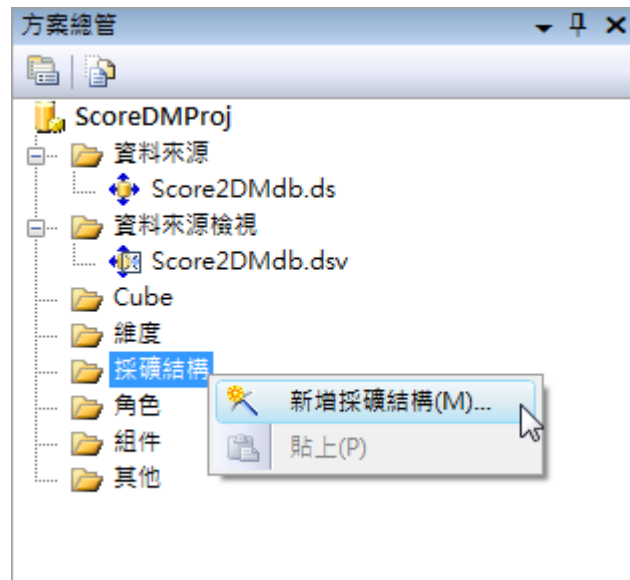 方案總管
ScoreDMProj
資料來源
Score2DMdb.ds
資料來源檢視
Score2DMdb.dsv
Cube
維度
採礦結構
角色
新增採礦結構(M)...
組件
貼上(P)
其他